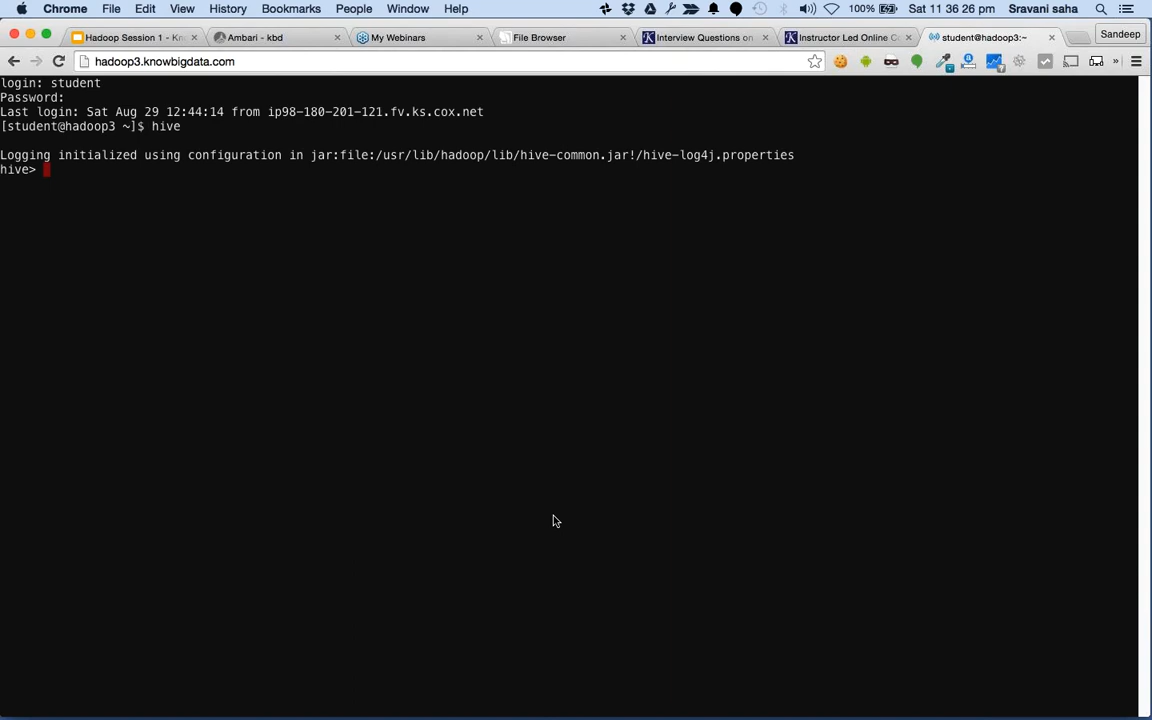 Chrome File Edit View History Bookmarks People Window Help 100% Sat 11 36 26 pm Sravani saha
Hadoop Session 1 - Kn Ambari - kbd My Webinars File Browser Interview Questions on Instructor Led Online C student@hadoop3:~ Sandeep
hadoop3.knowbigdata.com
login: student
Password:
Last login: Sat Aug 29 12:44:14 from ip98-180-201-121.fv.ks.cox.net
[student@hadoop3 ~]$ hive
Logging initialized using configuration in jar:file:/usr/lib/hadoop/lib/hive-common.jar!/hive-log4j.properties
hive>